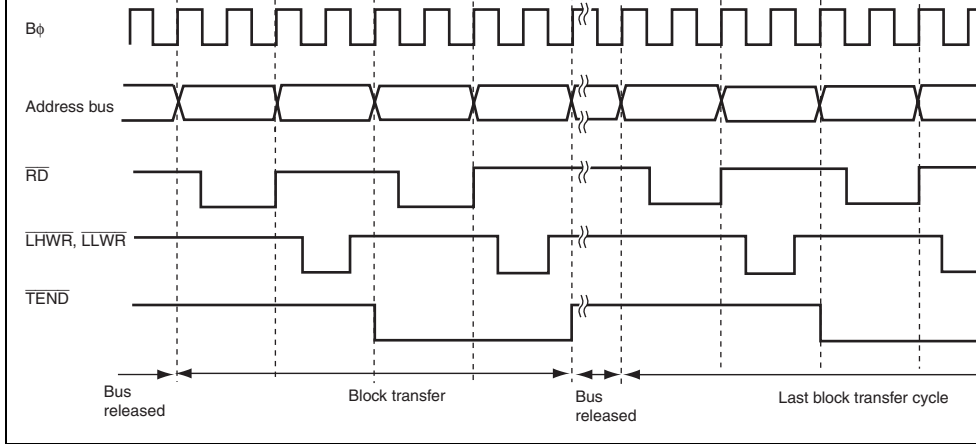 Bφ
Address bus
RD
LHWR, LLWR
TEND
Bus released
Block transfer
Bus released
Last block transfer cycle